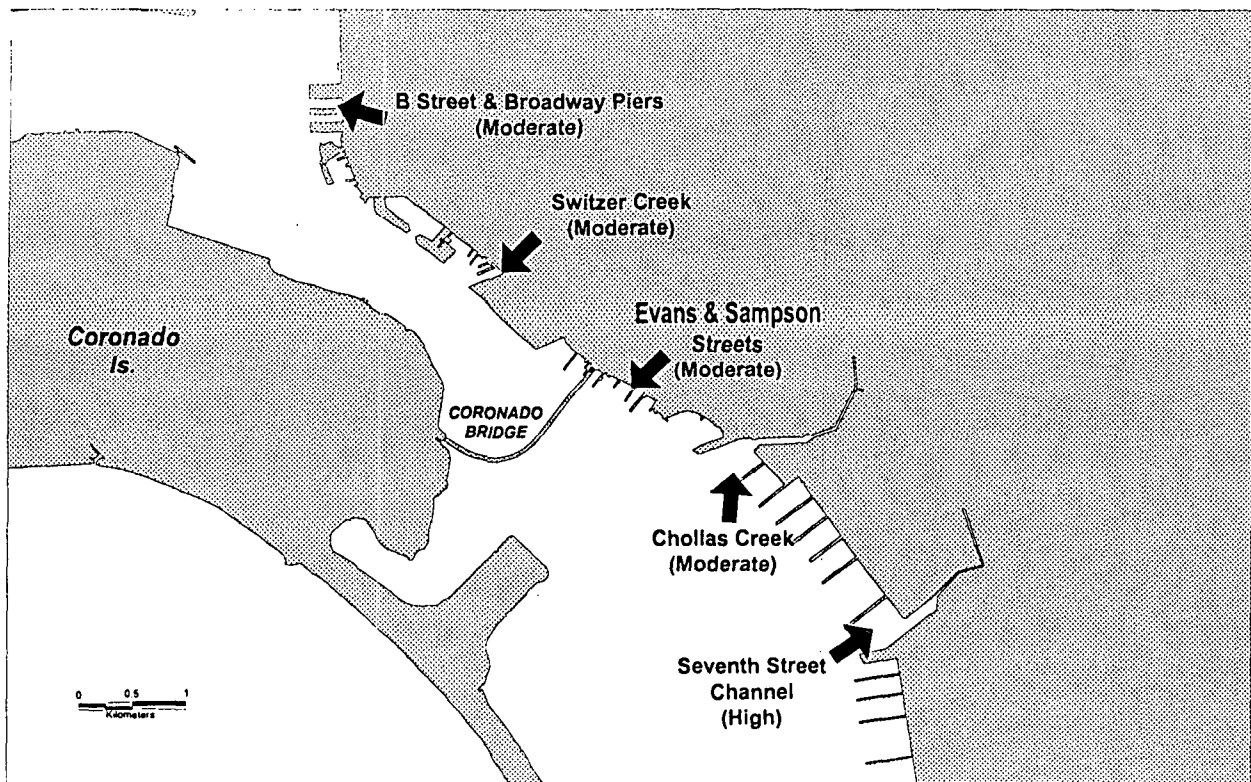 B Street & Broadway Piers
(Moderate)
Switzer Creek
(Moderate)
Evans & Sampson
Streets
(Moderate)
Coronado
Is.
CORONADO
BRIDGE
Chollas Creek
(Moderate)
Seventh Street
Channel
(High)
0 0.5 1
Kilometers